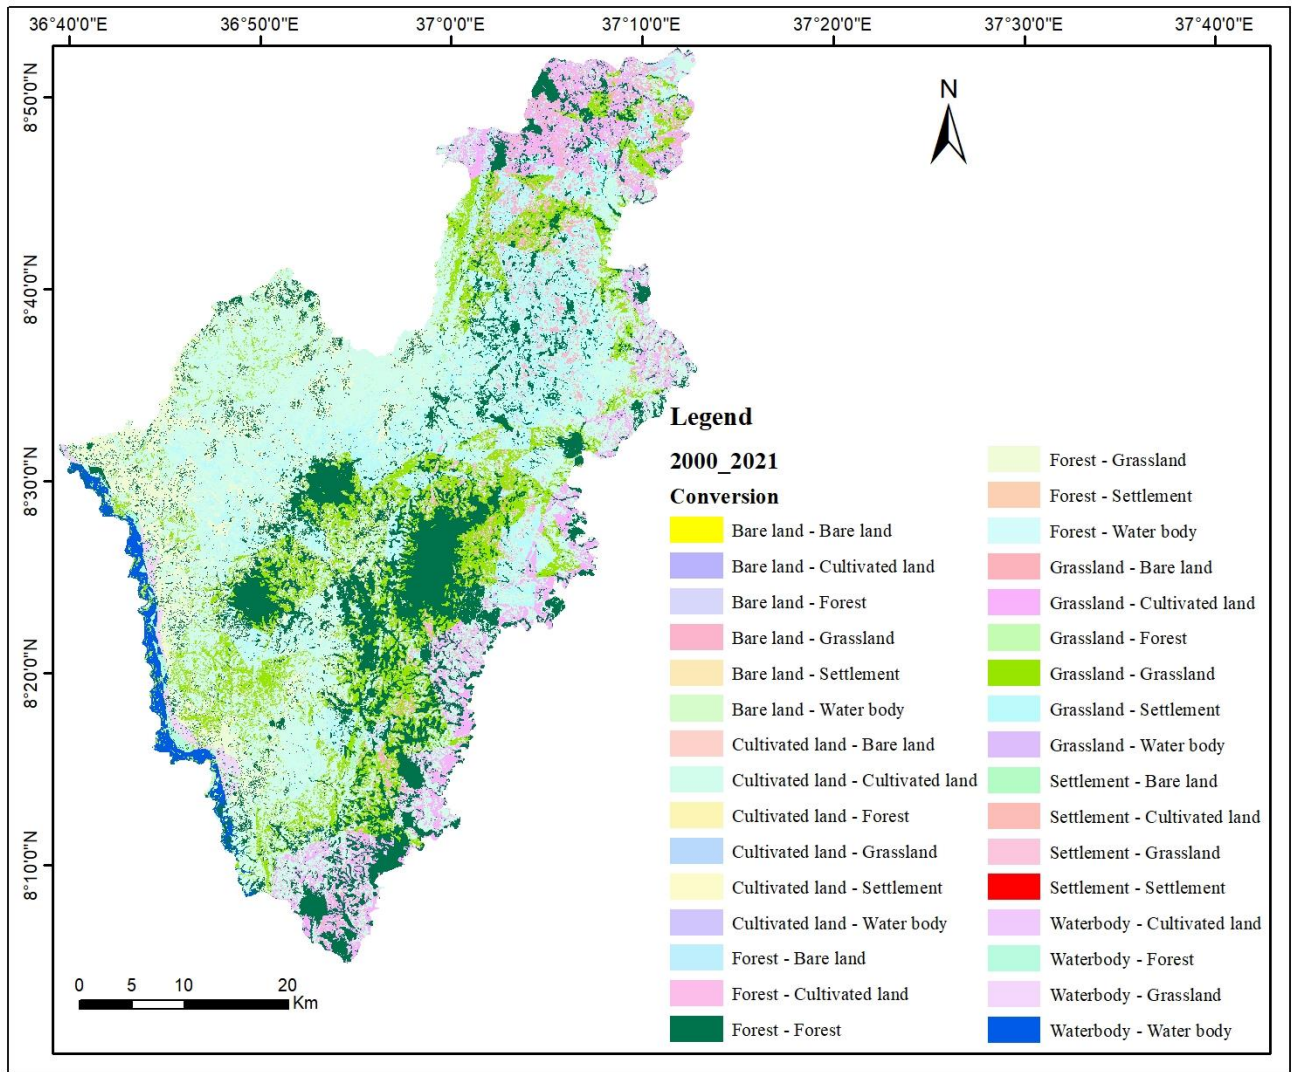 36°40'0"E 36°50'0"E 37°0'0"E 37°10'0"E 37°20'0"E 37°30'0"E 37°40'0"E
8°50'0"N
8°40'0"N
8°30'0"N
8°20'0"N
8°10'0"N
N
Legend
2000_2021
Conversion
Bare land - Bare land
Bare land - Cultivated land
Bare land - Forest
Bare land - Grassland
Bare land - Settlement
Bare land - Water body
Cultivated land - Bare land
Cultivated land - Cultivated land
Cultivated land - Forest
Cultivated land - Grassland
Cultivated land - Settlement
Cultivated land - Water body
Forest - Bare land
Forest - Cultivated land
Forest - Forest
Forest - Grassland
Forest - Settlement
Forest - Water body
Grassland - Bare land
Grassland - Cultivated land
Grassland - Forest
Grassland - Grassland
Grassland - Settlement
Grassland - Water body
Settlement - Bare land
Settlement - Cultivated land
Settlement - Grassland
Settlement - Settlement
Waterbody - Cultivated land
Waterbody - Forest
Waterbody - Grassland
Waterbody - Water body
0 5 10 20
Km